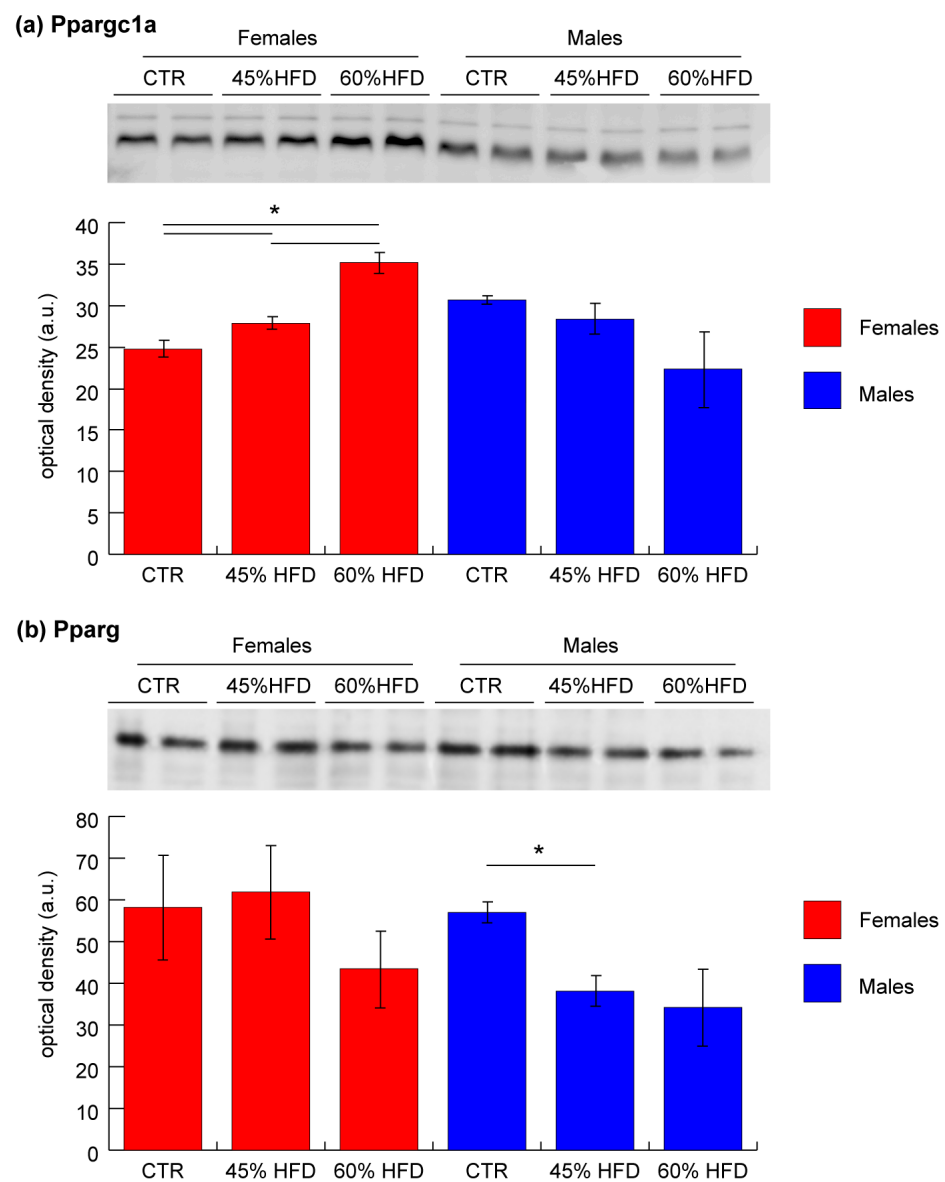 (a) Ppargc1a
Females Males
CTR 45%HFD 60%HFD CTR 45%HFD 60%HFD
*
optical density (a.u.)
40
35
30
25
20
15
10
5
0
CTR 45% HFD 60% HFD CTR 45% HFD 60% HFD
Females
Males
(b) Pparg
Females Males
CTR 45%HFD 60%HFD CTR 45%HFD 60%HFD
*
optical density (a.u.)
80
70
60
50
40
30
20
10
0
CTR 45% HFD 60% HFD CTR 45% HFD 60% HFD
Females
Males